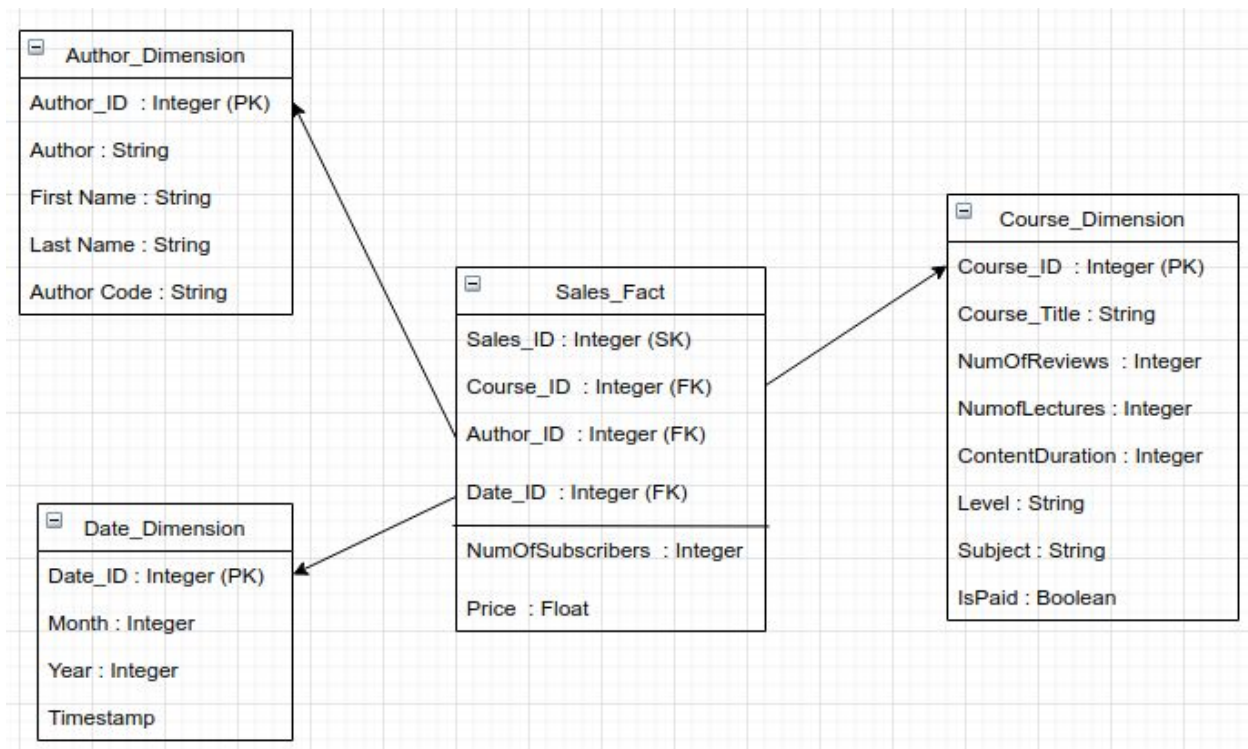 Author_Dimension
Author_ID : Integer (PK)
Author : String
First Name : String
Last Name : String
Author Code : String
Sales_Fact
Sales_ID : Integer (SK)
Course_ID : Integer (FK)
Author_ID : Integer (FK)
Date_ID : Integer (FK)
NumOfSubscribers : Integer
Price : Float
Course_Dimension
Course_ID : Integer (PK)
Course_Title : String
NumOfReviews : Integer
NumofLectures : Integer
ContentDuration : Integer
Level : String
Subject : String
IsPaid : Boolean
Date_Dimension
Date_ID : Integer (PK)
Month : Integer
Year : Integer
Timestamp